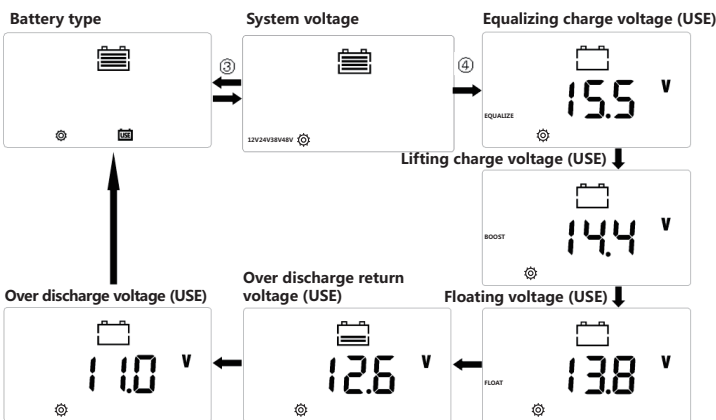 Battery type
System voltage
Equalizing charge voltage (USE)
③
④
USE
12V24V38V48V
EQUALIZE
15.5 V
Lifting charge voltage (USE)
BOOST
14.4 V
Over discharge voltage (USE)
Over discharge return
voltage (USE)
Floating voltage (USE)
11.0 V
12.6 V
FLOAT
13.8 V